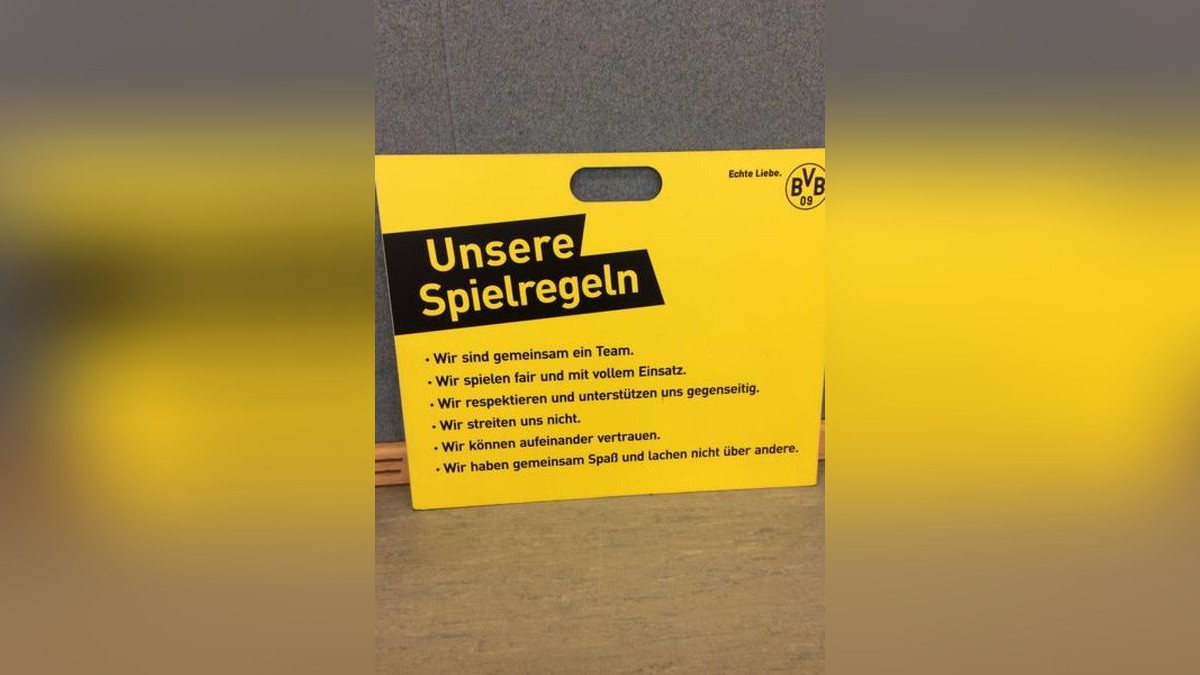 Echte Liebe.
BVB
09
Unsere
Spielregeln
• Wir sind gemeinsam ein Team.
• Wir spielen fair und mit vollem Einsatz.
• Wir respektieren und unterstützen uns gegenseitig.
• Wir streiten uns nicht.
• Wir können aufeinander vertrauen.
• Wir haben gemeinsam Spaß und lachen nicht über andere.